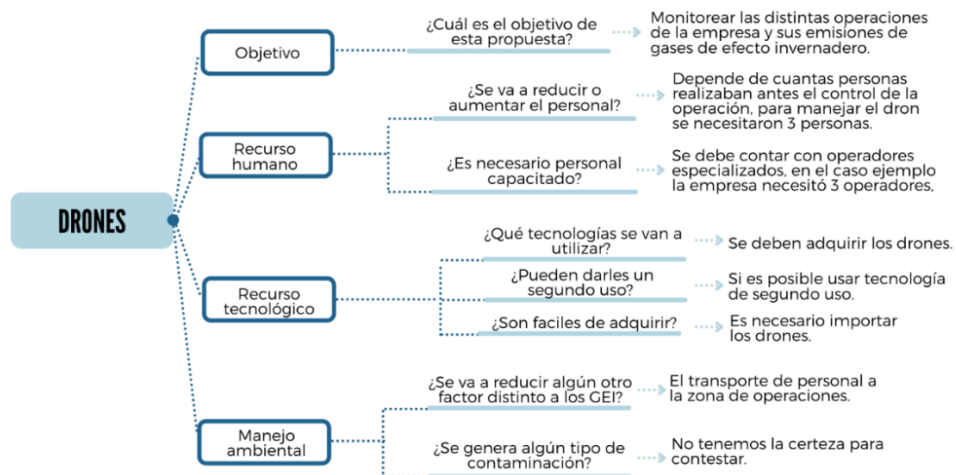 DRONES
Objetivo
¿Cuál es el objetivo de
esta propuesta?
Monitorear las distintas operaciones
de la empresa y sus emisiones de
gases de efecto invernadero.
Recurso
humano
¿Se va a reducir o
aumentar el personal?
Depende de cuantas personas
realizaban antes el control de la
operación, para manejar el dron
se necesitaron 3 personas.
¿Es necesario personal
capacitado?
Se debe contar con operadores
especializados, en el caso ejemplo
la empresa necesitó 3 operadores,
Recurso
tecnológico
¿Qué tecnologías se van a
utilizar?
Se deben adquirir los drones.
¿Pueden darles un
segundo uso?
Si es posible usar tecnología
de segundo uso.
¿Son faciles de adquirir?
Es necesario importar
los drones.
Manejo
ambiental
¿Se va a reducir algún otro
factor distinto a los GEI?
El transporte de personal a
la zona de operaciones.
¿Se genera algún tipo de
contaminación?
No tenemos la certeza para
contestar.